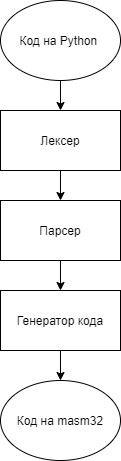 Код на Python
Лексер
Парсер
Генератор кода
Код на masm32